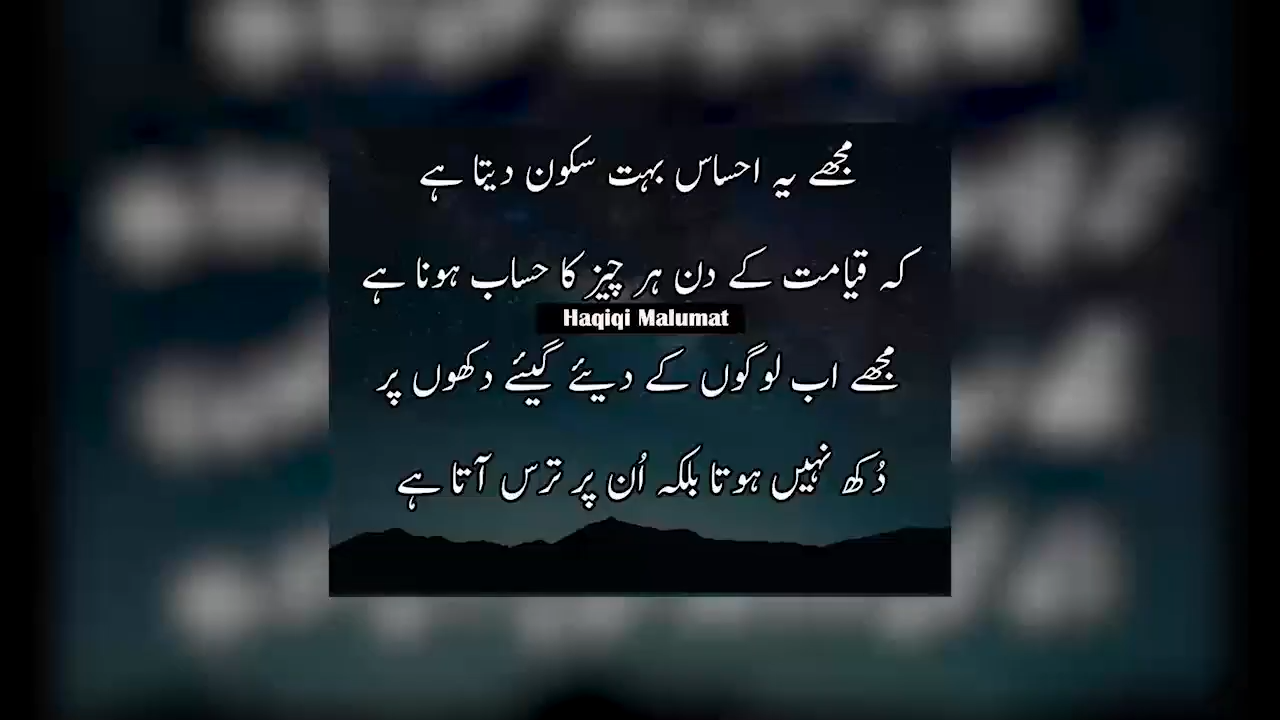 مجھے یہ احساس بہت سکون دیتا ہے
کہ قیامت کے دن ہر چیز کا حساب ہونا ہے
Haqiqi Malumat
مجھے اب لوگوں کے دیئے گیئے دکھوں پر
دُکھ نہیں ہوتا بلکہ اُن پر ترس آتا ہے